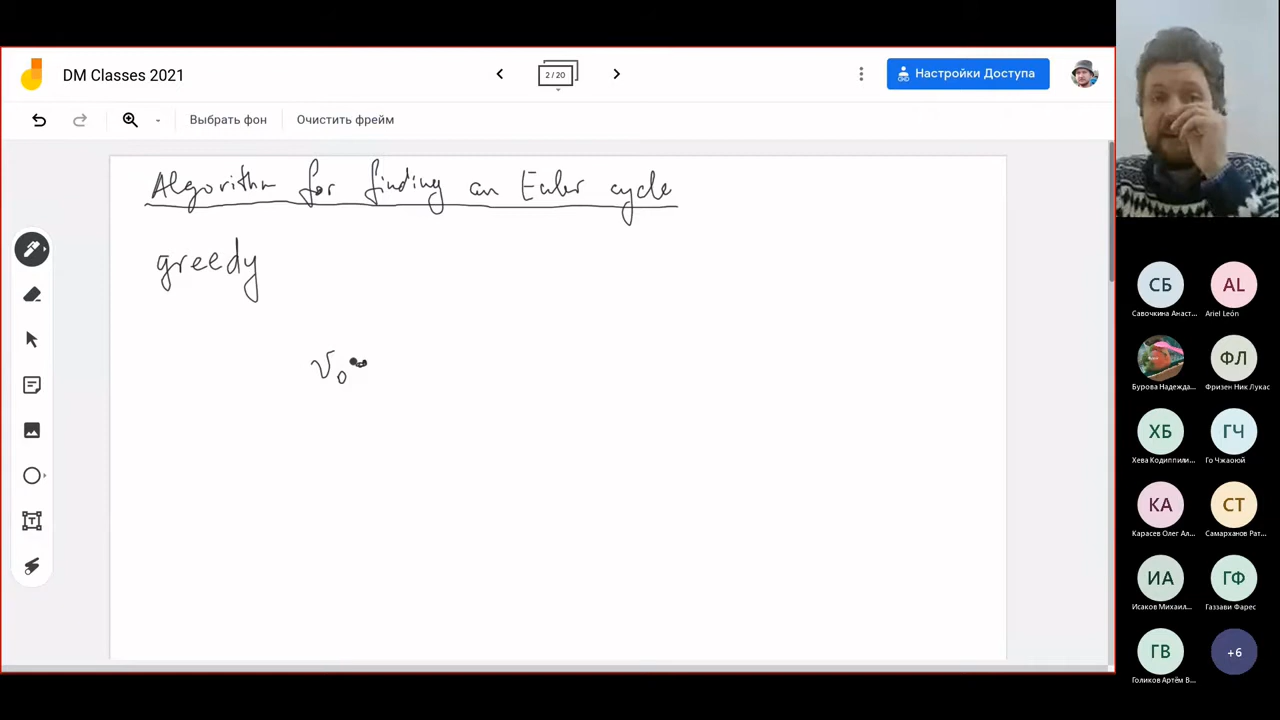 DM Classes 2021
2 / 20
Настройки Доступа
Выбрать фон
Очистить фрейм
Algorithm for finding an Euler cycle
greedy
v₀
СБ
Савочкина Анаст...
AL
Ariel León
Бурова Надежда...
ФЛ
Фризен Ник Лукас
ХБ
Хева Кодиппили...
ГЧ
Го Чжаоюй
КА
Карасев Олег Ал...
СТ
Самарханов Рат...
ИА
Исаков Михаил...
ГФ
Газзави Фарес
ГВ
Голиков Артём В...
+6